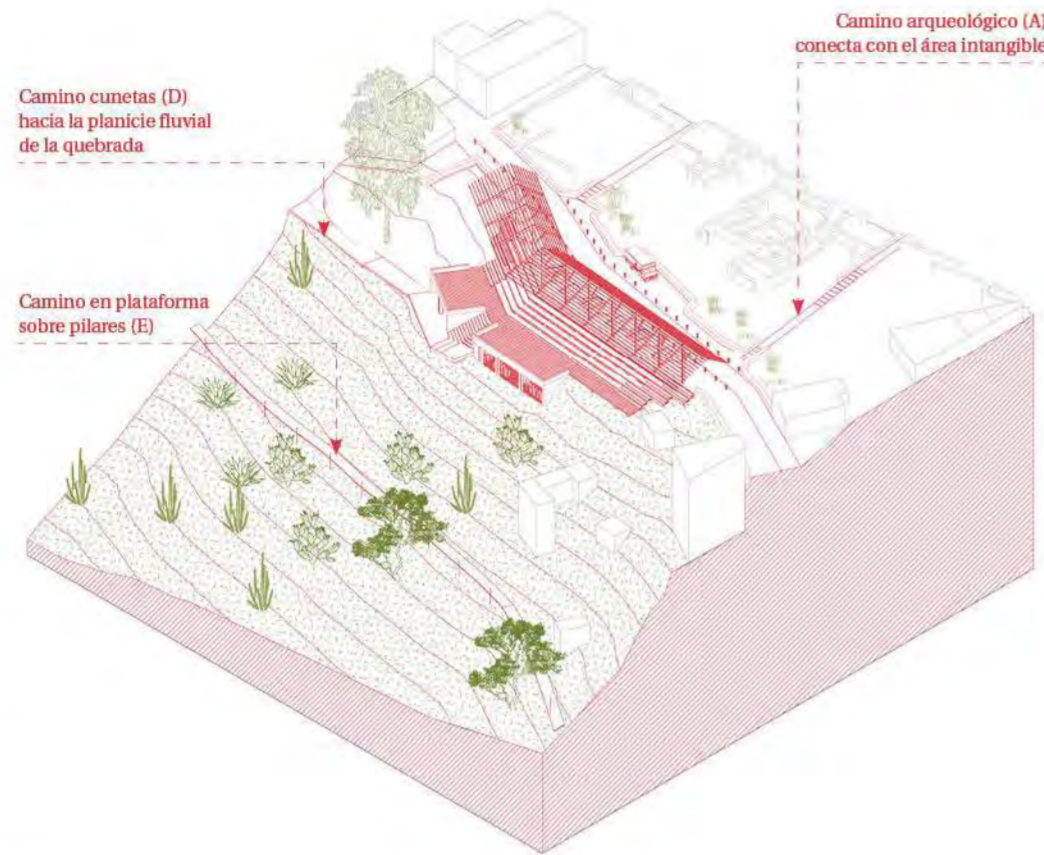 Camino arqueológico (A)
conecta con el área intangible
Camino cunetas (D)
hacia la planicie fluvial
de la quebrada
Camino en plataforma
sobre pilares (E)